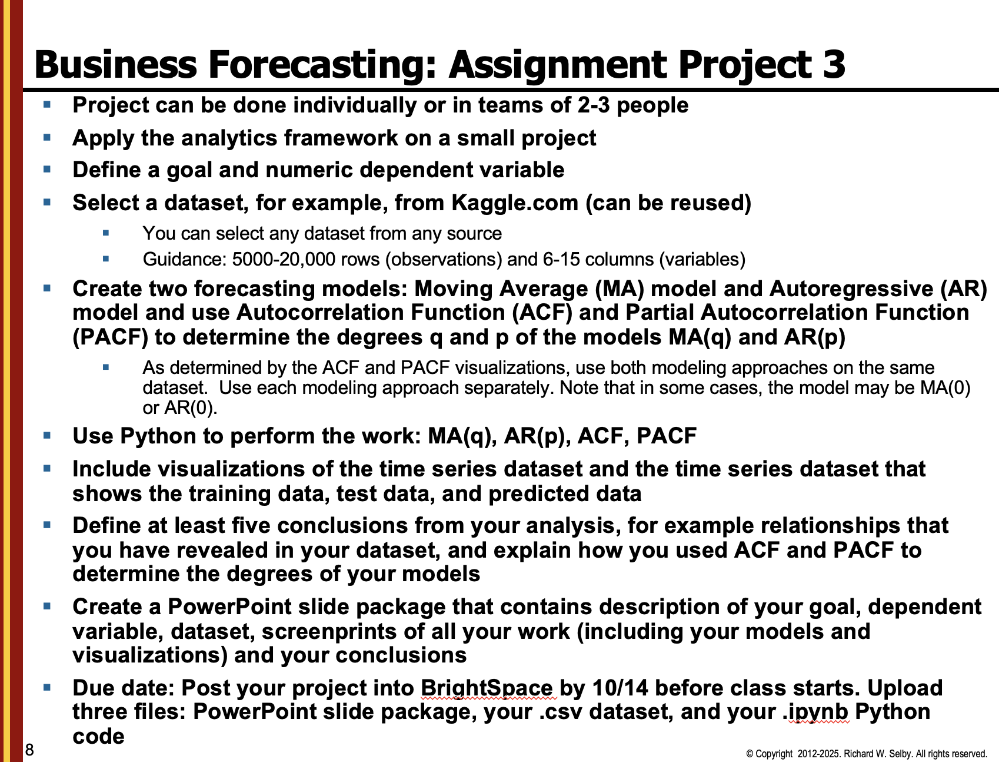 Business Forecasting: Assignment Project 3
Project can be done individually or in teams of 2-3 people
Apply the analytics framework on a small project
Define a goal and numeric dependent variable
Select a dataset, for example, from Kaggle.com (can be reused)
You can select any dataset from any source
Guidance: 5000-20,000 rows (observations) and 6-15 columns (variables)
Create two forecasting models: Moving Average (MA) model and Autoregressive (AR)
model and use Autocorrelation Function (ACF) and Partial Autocorrelation Function
(PACF) to determine the degrees q and p of the models MA(q) and AR(p)
As determined by the ACF and PACF visualizations, use both modeling approaches on the same
dataset.  Use each modeling approach separately. Note that in some cases, the model may be MA(0)
or AR(0).
Use Python to perform the work: MA(q), AR(p), ACF, PACF
Include visualizations of the time series dataset and the time series dataset that
shows the training data, test data, and predicted data
Define at least five conclusions from your analysis, for example relationships that
you have revealed in your dataset, and explain how you used ACF and PACF to
determine the degrees of your models
Create a PowerPoint slide package that contains description of your goal, dependent
variable, dataset, screenprints of all your work (including your models and
visualizations) and your conclusions
Due date: Post your project into BrightSpace by 10/14 before class starts. Upload
three files: PowerPoint slide package, your .csv dataset, and your .ipynb Python
code
8
© Copyright  2012-2025. Richard W. Selby. All rights reserved.